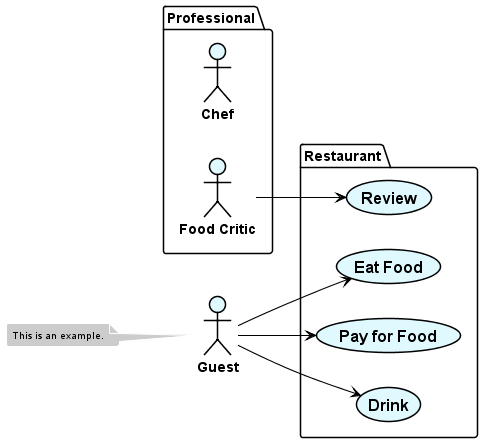 Professional
Chef
Restaurant
Food Critic
Review
Eat Food
This is an example.
Pay for Food
Guest
Drink